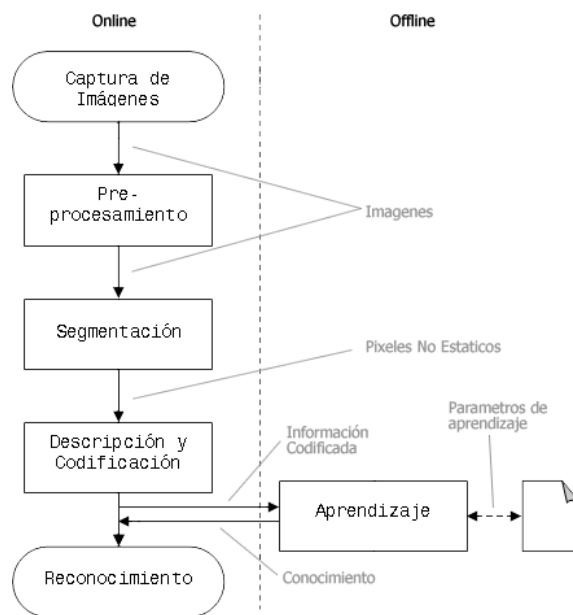 Online
Offline
Captura de
Imágenes
Pre-
procesamiento
Imagenes
Segmentación
Pixeles No Estaticos
Descripción y
Codificación
Información
Codificada
Parametros de
aprendizaje
Aprendizaje
Reconocimiento
Conocimiento